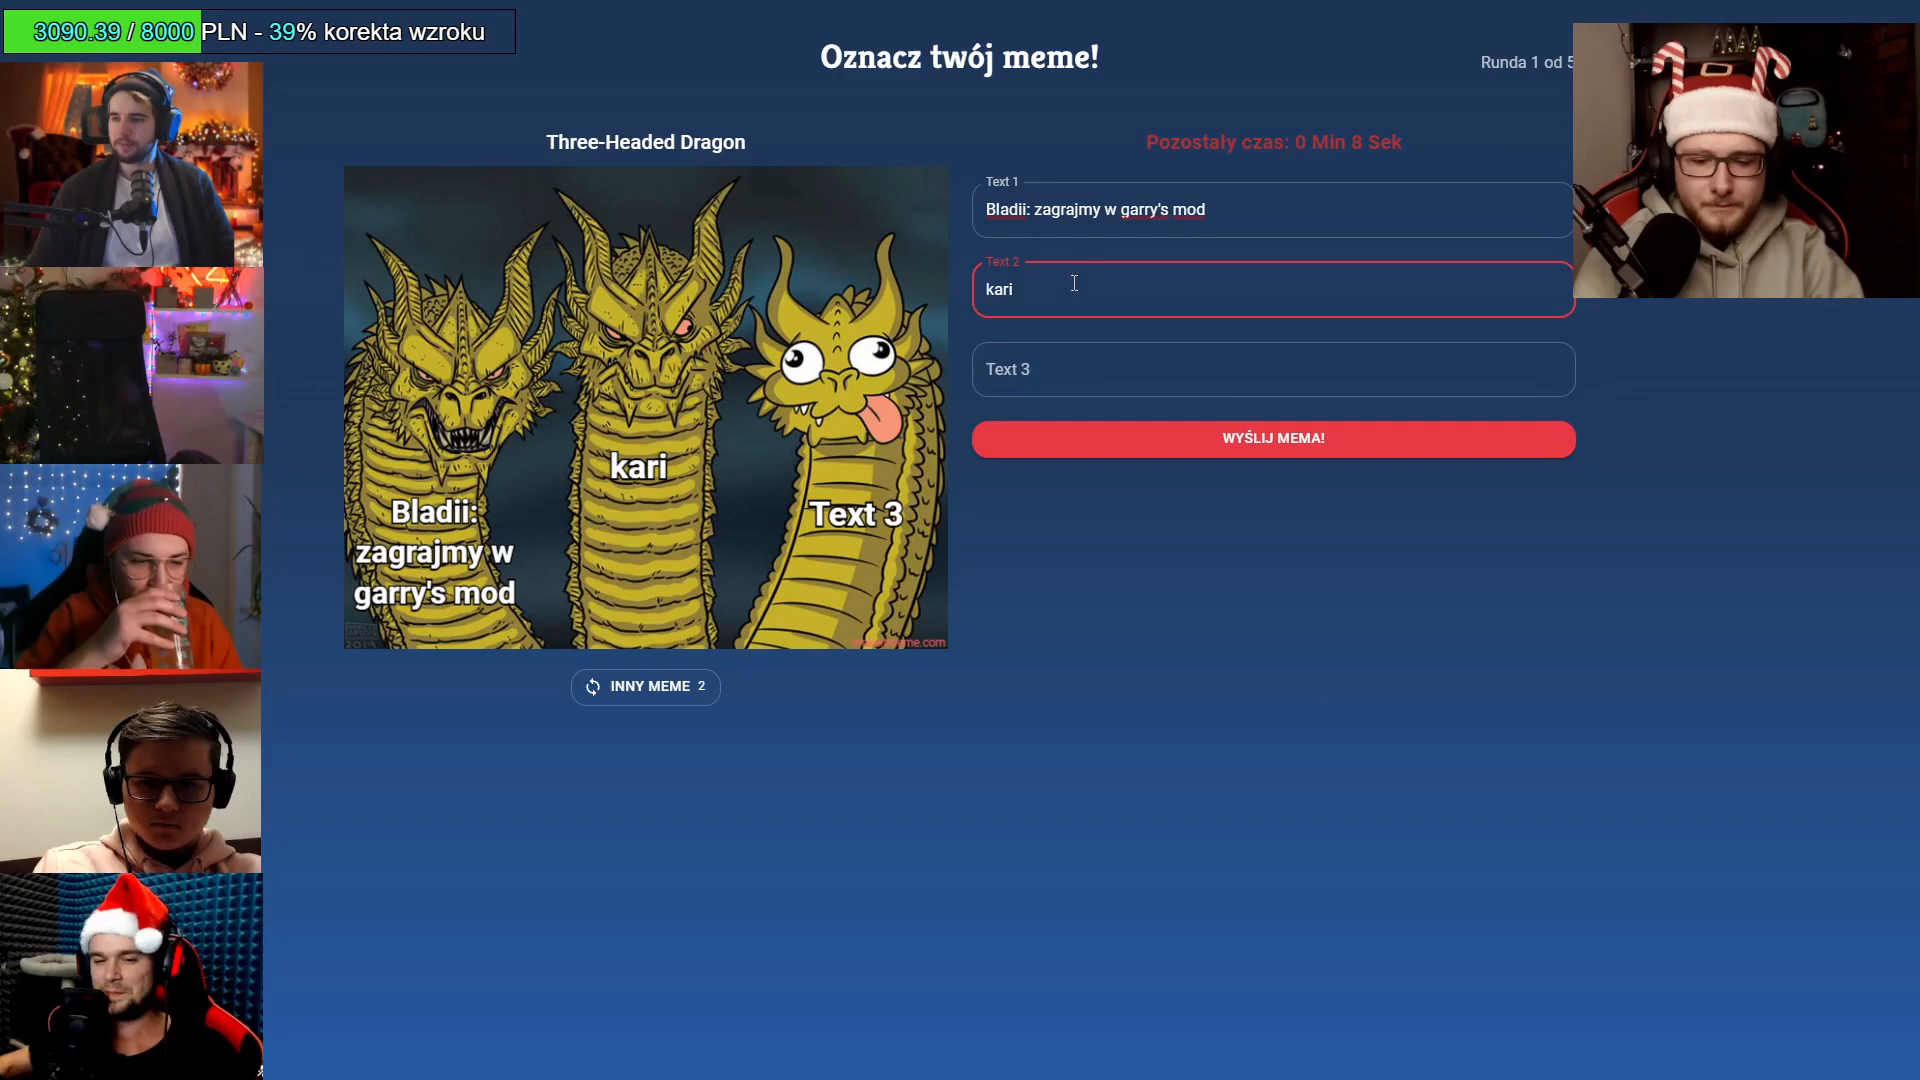 3090.39 / 8000 PLN - 39% korekta wzroku
Oznacz twój meme!
Runda 1 od 5
Three-Headed Dragon
Pozostały czas: 0 Min 8 Sek
Text 1
Bladii: zagrajmy w garry's mod
Text 2
kari
Text 3
WYŚLIJ MEMA!
kari
Bladii:
zagrajmy w
garry's mod
Text 3
INNY MEME 2